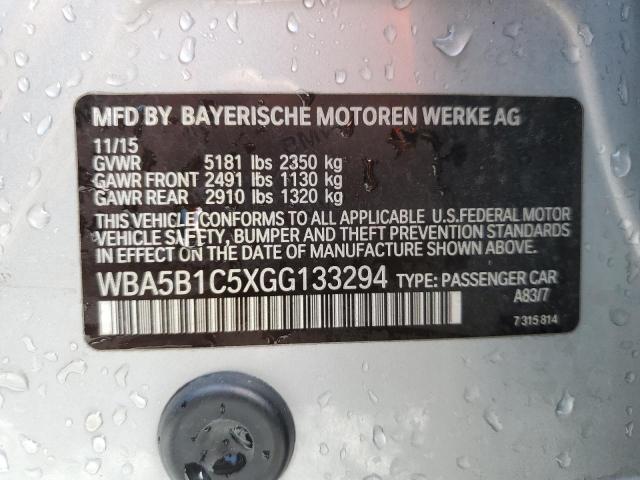 MFD BY BAYERISCHE MOTOREN WERKE AG
11/15
GVWR 5181 lbs 2350 kg
GAWR FRONT 2491 lbs 1130 kg
GAWR REAR 2910 lbs 1320 kg
THIS VEHICLE CONFORMS TO ALL APPLICABLE U.S.FEDERAL MOTOR
VEHICLE SAFETY, BUMPER AND THEFT PREVENTION STANDARDS
IN EFFECT ON THE DATE OF MANUFACTURE SHOWN ABOVE.
WBA5B1C5XGG133294 TYPE: PASSENGER CAR
A83/7
7 315 814